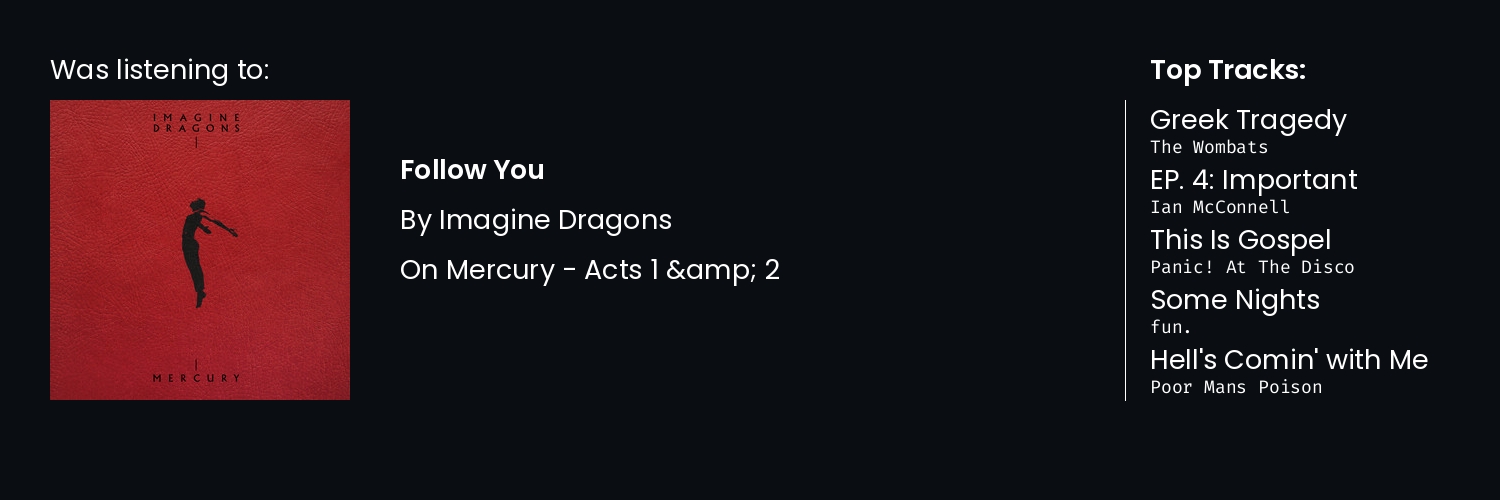 Was listening to:
IMAGINE
DRAGONS
MERCURY
Follow You
By Imagine Dragons
On Mercury - Acts 1 &amp; 2
Top Tracks:
Greek Tragedy
The Wombats
EP. 4: Important
Ian McConnell
This Is Gospel
Panic! At The Disco
Some Nights
fun.
Hell's Comin' with Me
Poor Mans Poison